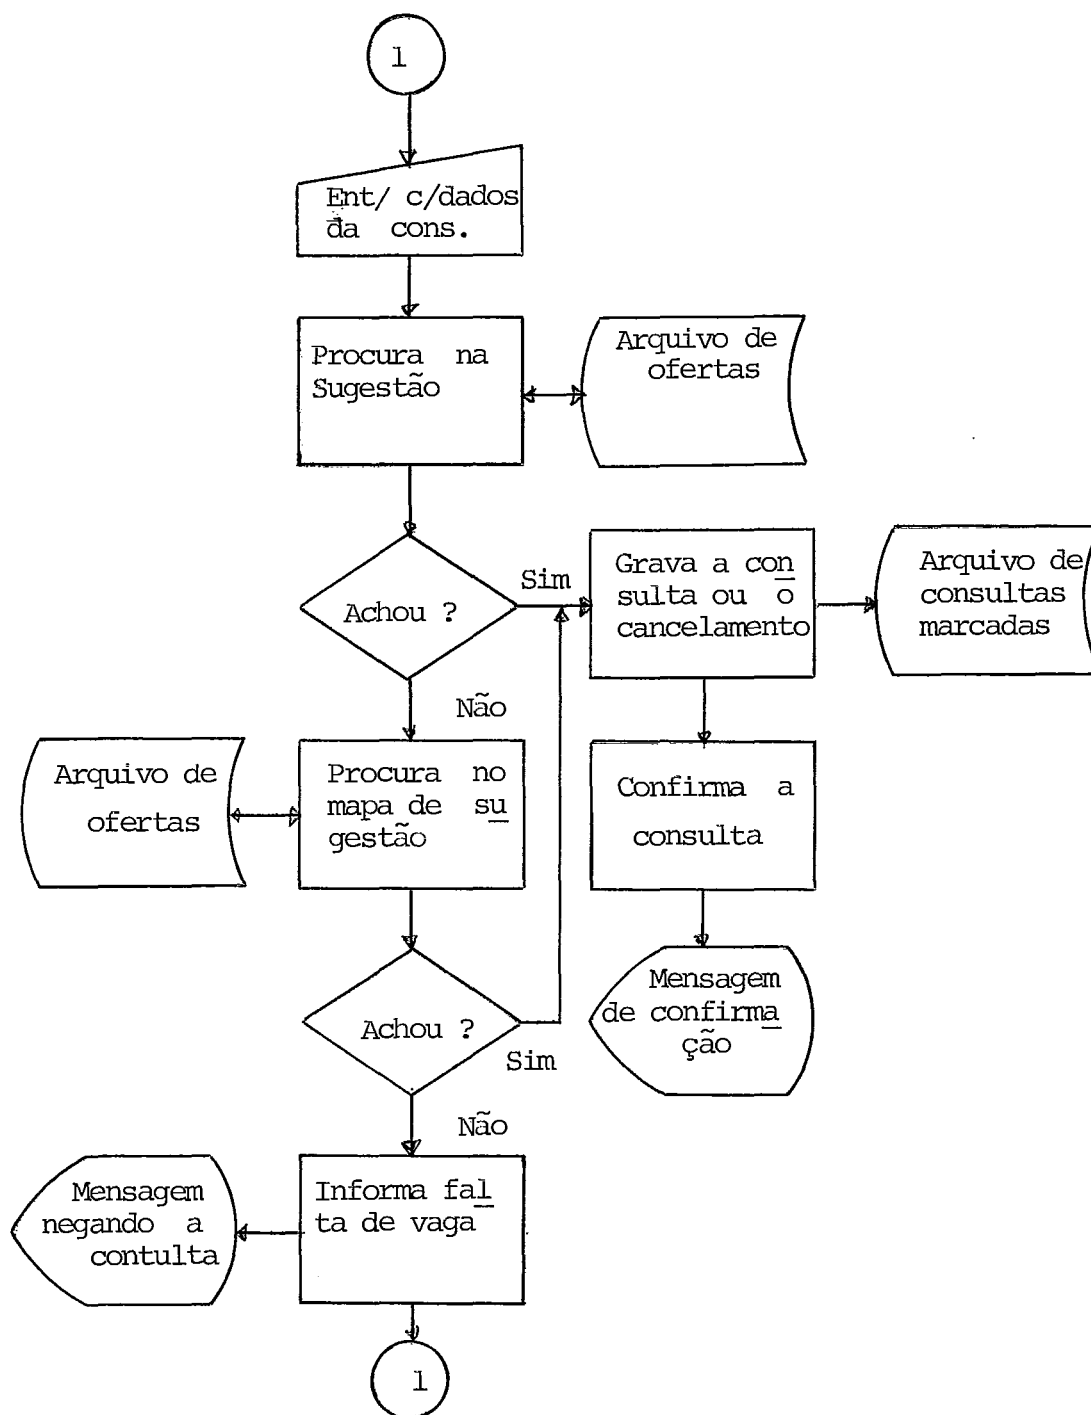 1
Ent/ c/dados
da cons.
Procura na
Sugestão
Arquivo de
ofertas
Achou ?
Sim
Grava a con
sulta ou o
cancelamento
Arquivo de
consultas
marcadas
Não
Arquivo de
ofertas
Procura no
mapa de su
gestão
Confirma a
consulta
Achou ?
Sim
Mensagem
de confirma
ção
Não
Mensagem
negando a
contulta
Informa fal
ta de vaga
1